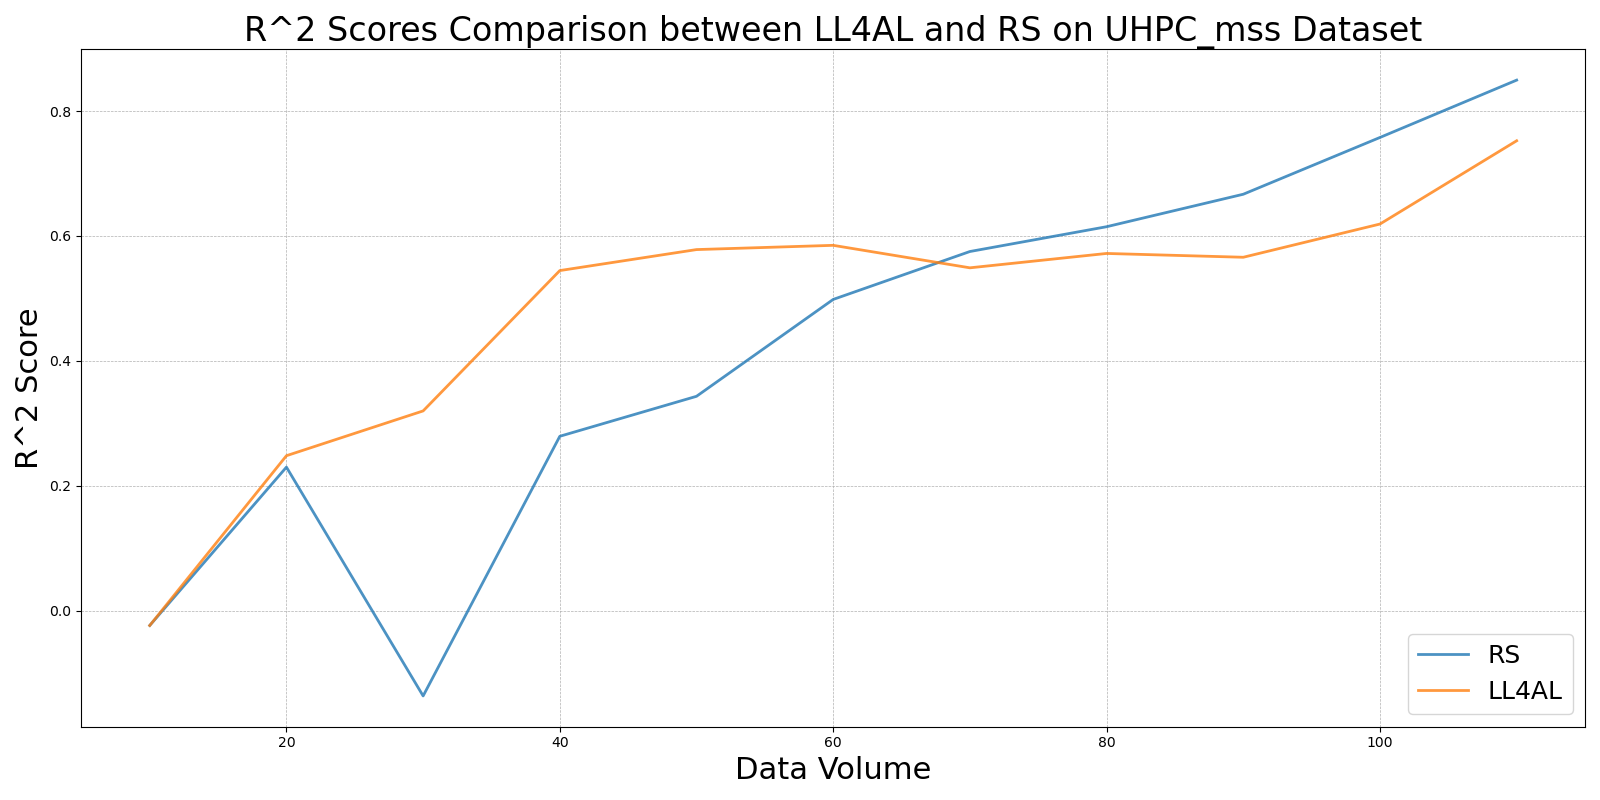 R^2 Scores Comparison between LL4AL and RS on UHPC_mss Dataset
R^2 Score
0.8
0.6
0.4
0.2
0.0
20 40 60 80 100
Data Volume
RS
LL4AL